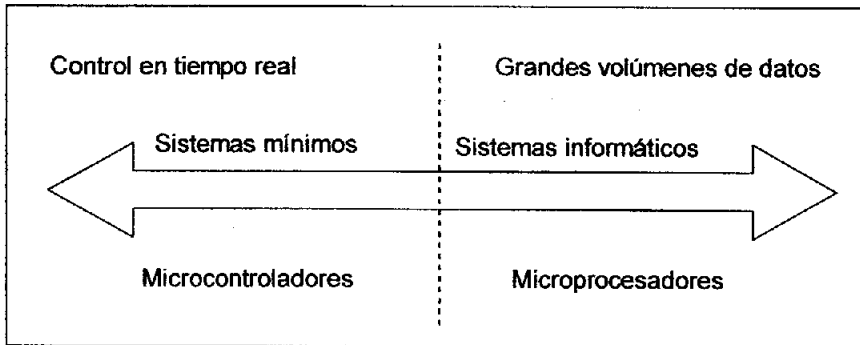 Control en tiempo real
Grandes volúmenes de datos
Sistemas mínimos
Sistemas informáticos
Microcontroladores
Microprocesadores